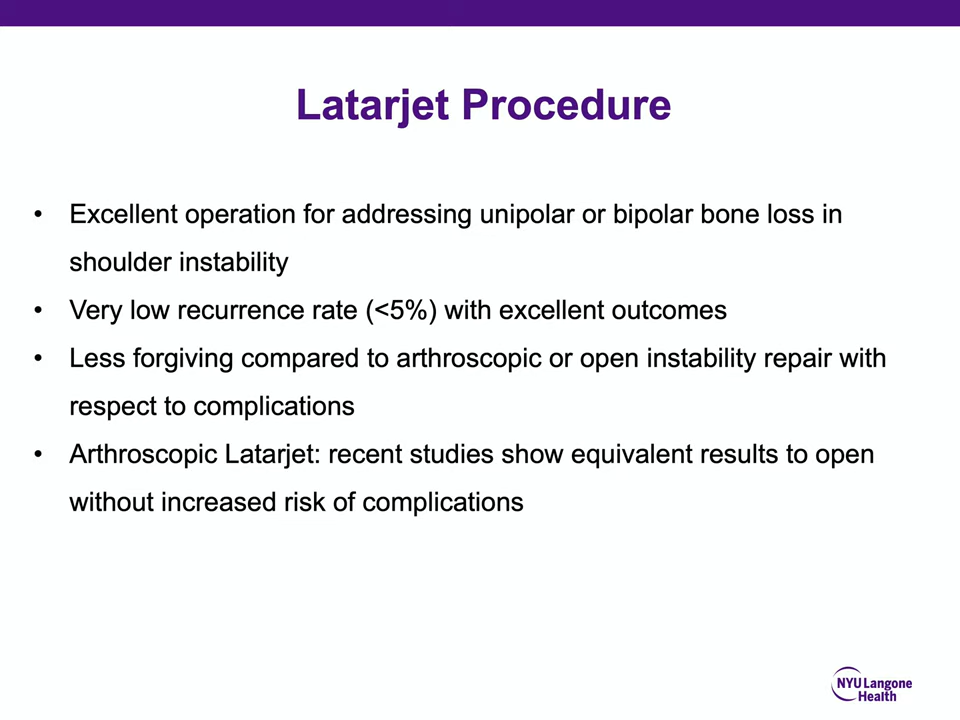 Latarjet Procedure
• Excellent operation for addressing unipolar or bipolar bone loss in
shoulder instability
• Very low recurrence rate (<5%) with excellent outcomes
• Less forgiving compared to arthroscopic or open instability repair with
respect to complications
• Arthroscopic Latarjet: recent studies show equivalent results to open
without increased risk of complications
NYU Langone
Health